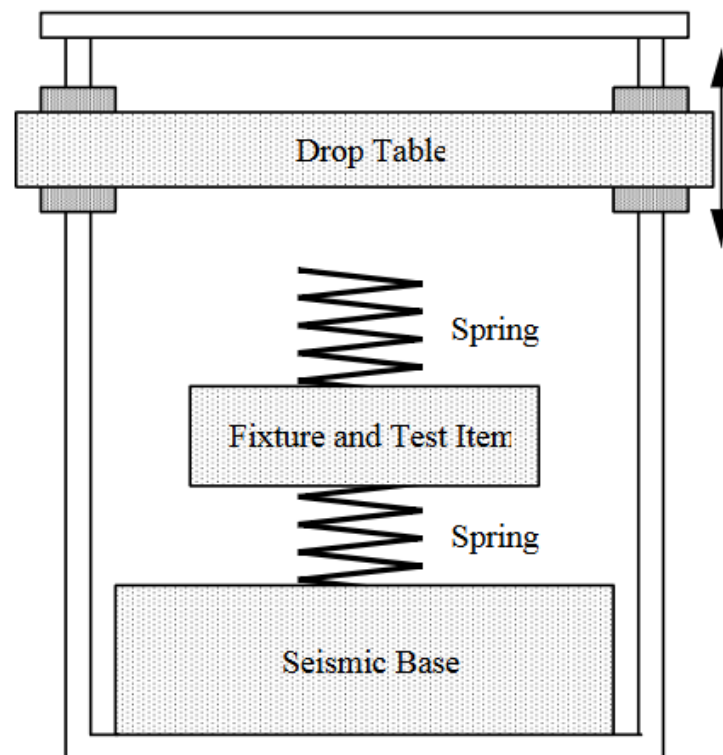 Drop Table
Spring
Fixture and Test Item
Spring
Seismic Base